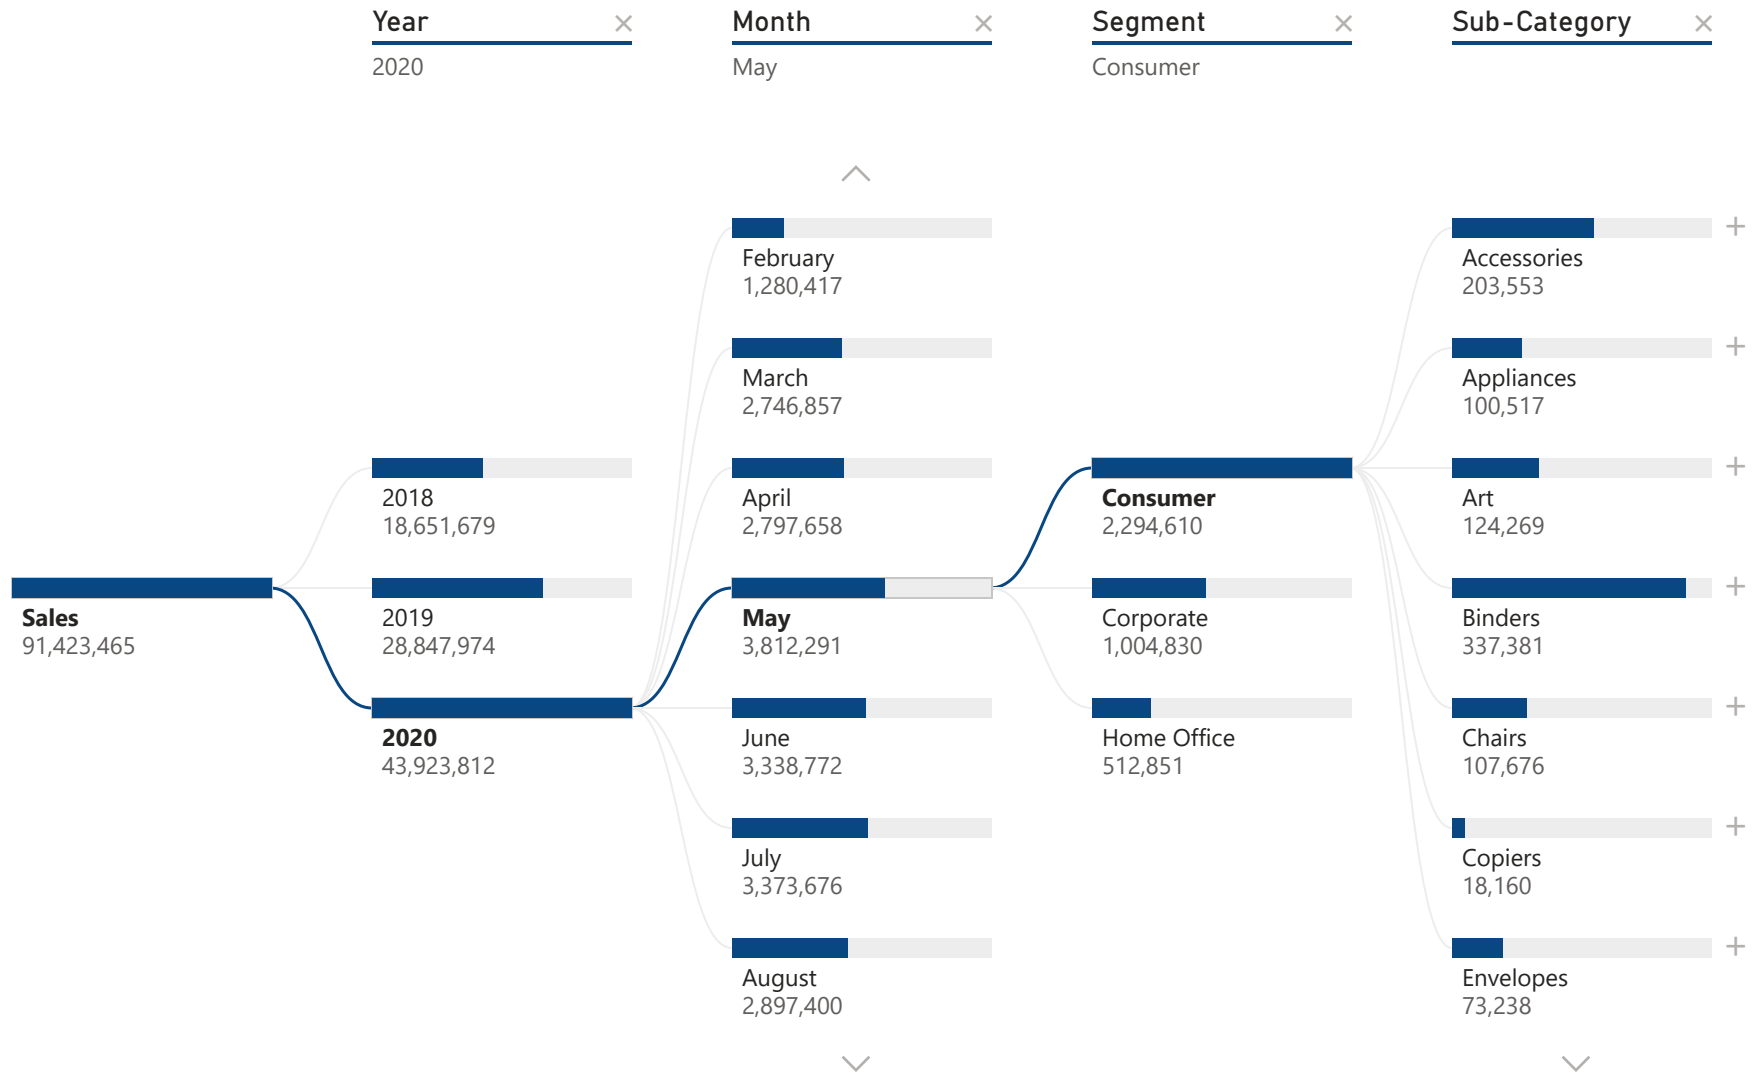 Year
2020
Month
May
Segment
Consumer
Sub-Category
Sales
91,423,465
2018
18,651,679
2019
28,847,974
2020
43,923,812
February
1,280,417
March
2,746,857
April
2,797,658
May
3,812,291
June
3,338,772
July
3,373,676
August
2,897,400
Consumer
2,294,610
Corporate
1,004,830
Home Office
512,851
Accessories
203,553
Appliances
100,517
Art
124,269
Binders
337,381
Chairs
107,676
Copiers
18,160
Envelopes
73,238